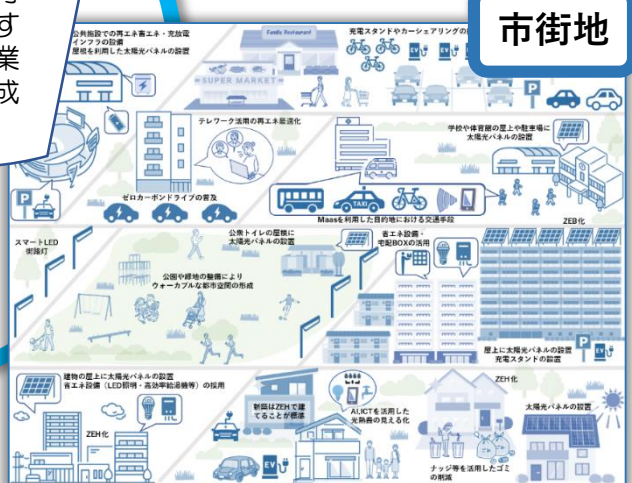 す
業
成
市街地
公共施設での再エネ蓄エネ・充放電
インフラの設備
屋根を利用した太陽光パネルの設置
Family Restaurant
SUPER MARKET
充電スタンドやカーシェアリングの
P
EV
テレワーク活用の再エネ最適化
学校や体育館の屋上や駐車場に
太陽光パネルの設置
P
ゼロカーボンドライブの普及
TAXI
Maasを利用した目的地における交通手段
ZEB化
スマートLED
街路灯
公衆トイレの屋根に
太陽光パネルの設置
省エネ設備・
宅配BOXの活用
公園や緑地の整備により
ウォーカブルな都市空間の形成
屋上に太陽光パネルの設置
充電スタンドの設置
P
EV
建物の屋上に太陽光パネルの設置
省エネ設備（LED照明・高効率給湯機等）の採用
ZEH化
新築はZEHで建
てることが標準
AI,ICTを活用した
光熱費の見える化
ZEH化
太陽光パネルの設置
EV
ナッジ等を活用したゴミ
の削減